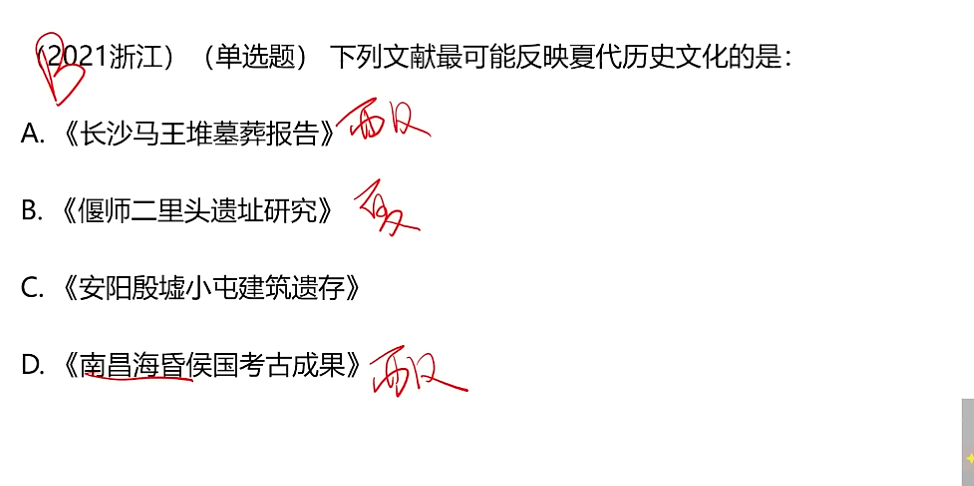 （2021浙江）（单选题） 下列文献最可能反映夏代历史文化的是：
B
A. 《长沙马王堆墓葬报告》西汉
B. 《偃师二里头遗址研究》夏
C. 《安阳殷墟小屯建筑遗存》
D. 《南昌海昏侯国考古成果》西汉